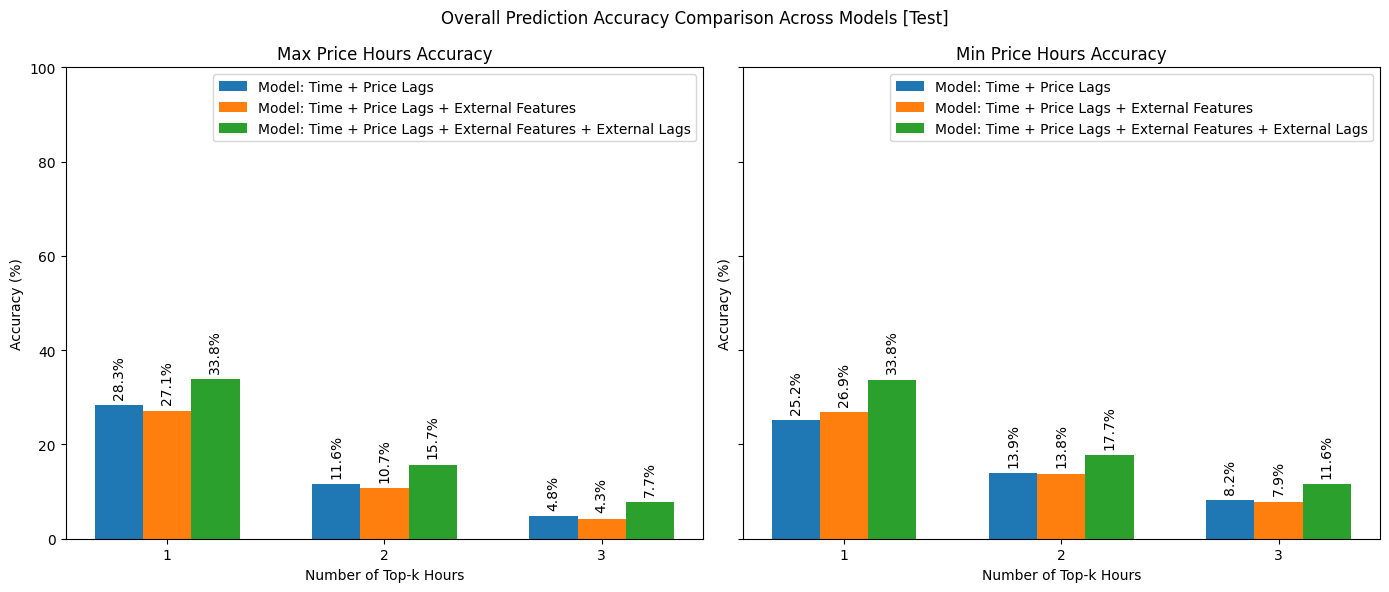 Overall Prediction Accuracy Comparison Across Models [Test]
Max Price Hours Accuracy
Model: Time + Price Lags
Model: Time + Price Lags + External Features
Model: Time + Price Lags + External Features + External Lags
Accuracy (%)
100
80
60
40
20
0
28.3%
27.1%
33.8%
11.6%
10.7%
15.7%
4.8%
4.3%
7.7%
1
2
3
Number of Top-k Hours
Min Price Hours Accuracy
Model: Time + Price Lags
Model: Time + Price Lags + External Features
Model: Time + Price Lags + External Features + External Lags
Accuracy (%)
25.2%
26.9%
33.8%
13.9%
13.8%
17.7%
8.2%
7.9%
11.6%
1
2
3
Number of Top-k Hours